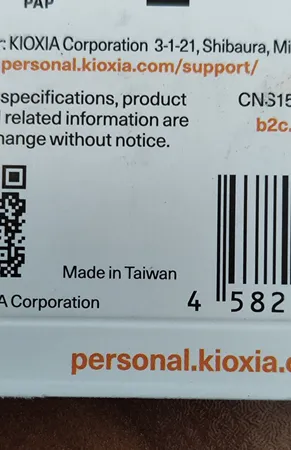 PAP
: KIOXIA Corporation 3-1-21, Shibaura, Mi
personal.kioxia.com/support/
specifications, product
related information are
hange without notice.
CNS15
b2c.
Made in Taiwan
A Corporation
4 582
personal.kioxia.c